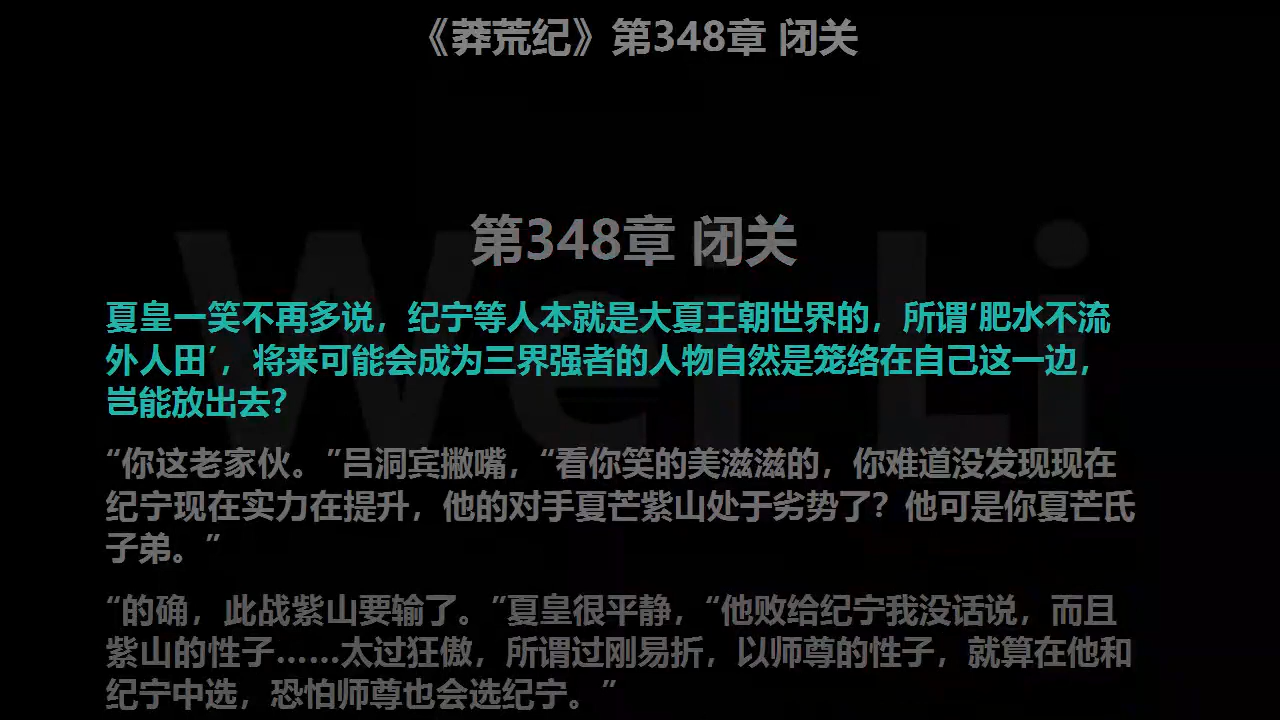 《莽荒纪》第348章 闭关
Wei Li
第348章 闭关
夏皇一笑不再多说，纪宁等人本就是大夏王朝世界的，所谓‘肥水不流
外人田’，将来可能会成为三界强者的人物自然是笼络在自己这一边，
岂能放出去？
“你这老家伙。”吕洞宾撇嘴，“看你笑的美滋滋的，你难道没发现现在
纪宁现在实力在提升，他的对手夏芒紫山处于劣势了？他可是你夏芒氏
子弟。”
“的确，此战紫山要输了。”夏皇很平静，“他败给纪宁我没话说，而且
紫山的性子……太过狂傲，所谓过刚易折，以师尊的性子，就算在他和
纪宁中选，恐怕师尊也会选纪宁。”